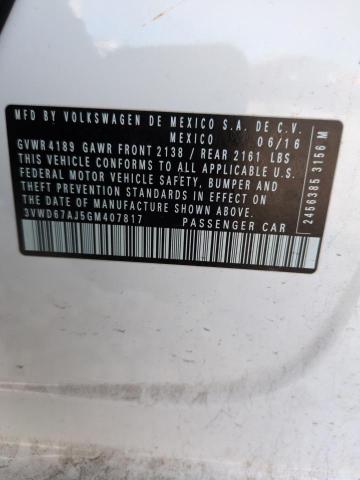 MFD BY VOLKSWAGEN DE MEXICO S.A. DE C.V.
MEXICO 06/16
GVWR 4189 GAWR FRONT 2138 / REAR 2161 LBS
THIS VEHICLE CONFORMS TO ALL APPLICABLE U.S.
FEDERAL MOTOR VEHICLE SAFETY, BUMPER AND
THEFT PREVENTION STANDARDS IN EFFECT ON
THE DATE OF MANUFACTURE SHOWN ABOVE.
3VWD67AJ5GM407817 PASSENGER CAR
2456385 3156 M